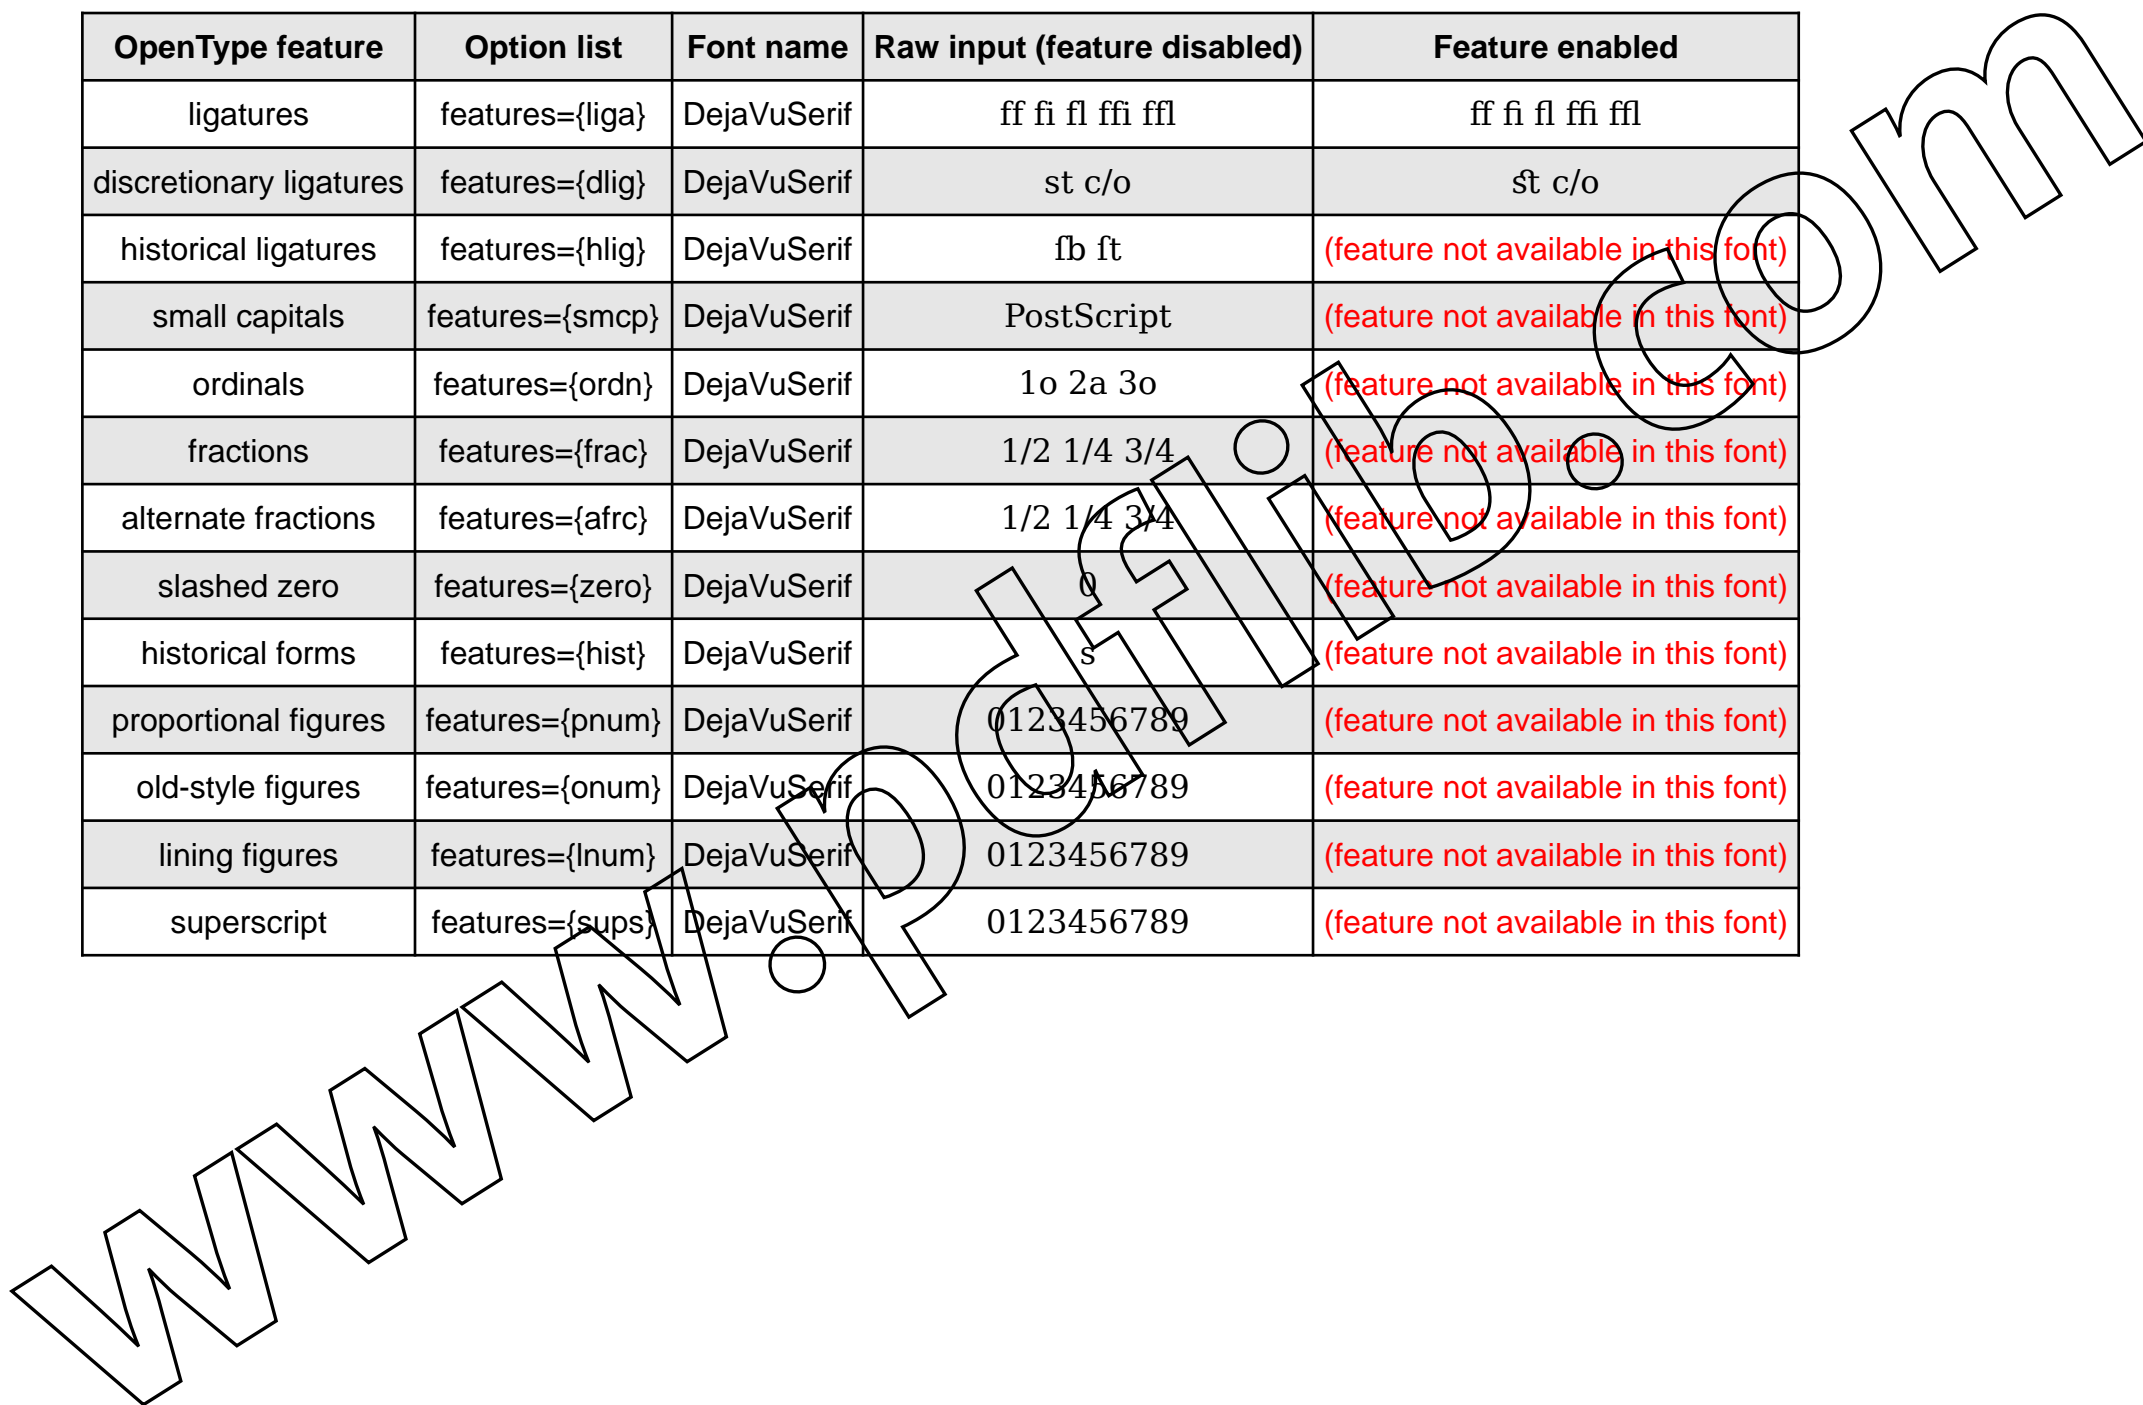 OpenType feature Option list Font name Raw input (feature disabled) Feature enabled
ligatures features={liga} DejaVuSerif ff fi fl ffi ffl ff fi fl ffi ffl
discretionary ligatures features={dlig} DejaVuSerif st c/o st c/o
historical ligatures features={hlig} DejaVuSerif ſb ſt (feature not available in this font)
small capitals features={smcp} DejaVuSerif PostScript (feature not available in this font)
ordinals features={ordn} DejaVuSerif 1o 2a 3o (feature not available in this font)
fractions features={frac} DejaVuSerif 1/2 1/4 3/4 (feature not available in this font)
alternate fractions features={afrc} DejaVuSerif 1/2 1/4 3/4 (feature not available in this font)
slashed zero features={zero} DejaVuSerif 0 (feature not available in this font)
historical forms features={hist} DejaVuSerif s (feature not available in this font)
proportional figures features={pnum} DejaVuSerif 0123456789 (feature not available in this font)
old-style figures features={onum} DejaVuSerif 0123456789 (feature not available in this font)
lining figures features={lnum} DejaVuSerif 0123456789 (feature not available in this font)
superscript features={sups} DejaVuSerif 0123456789 (feature not available in this font)
www.pdflib.com